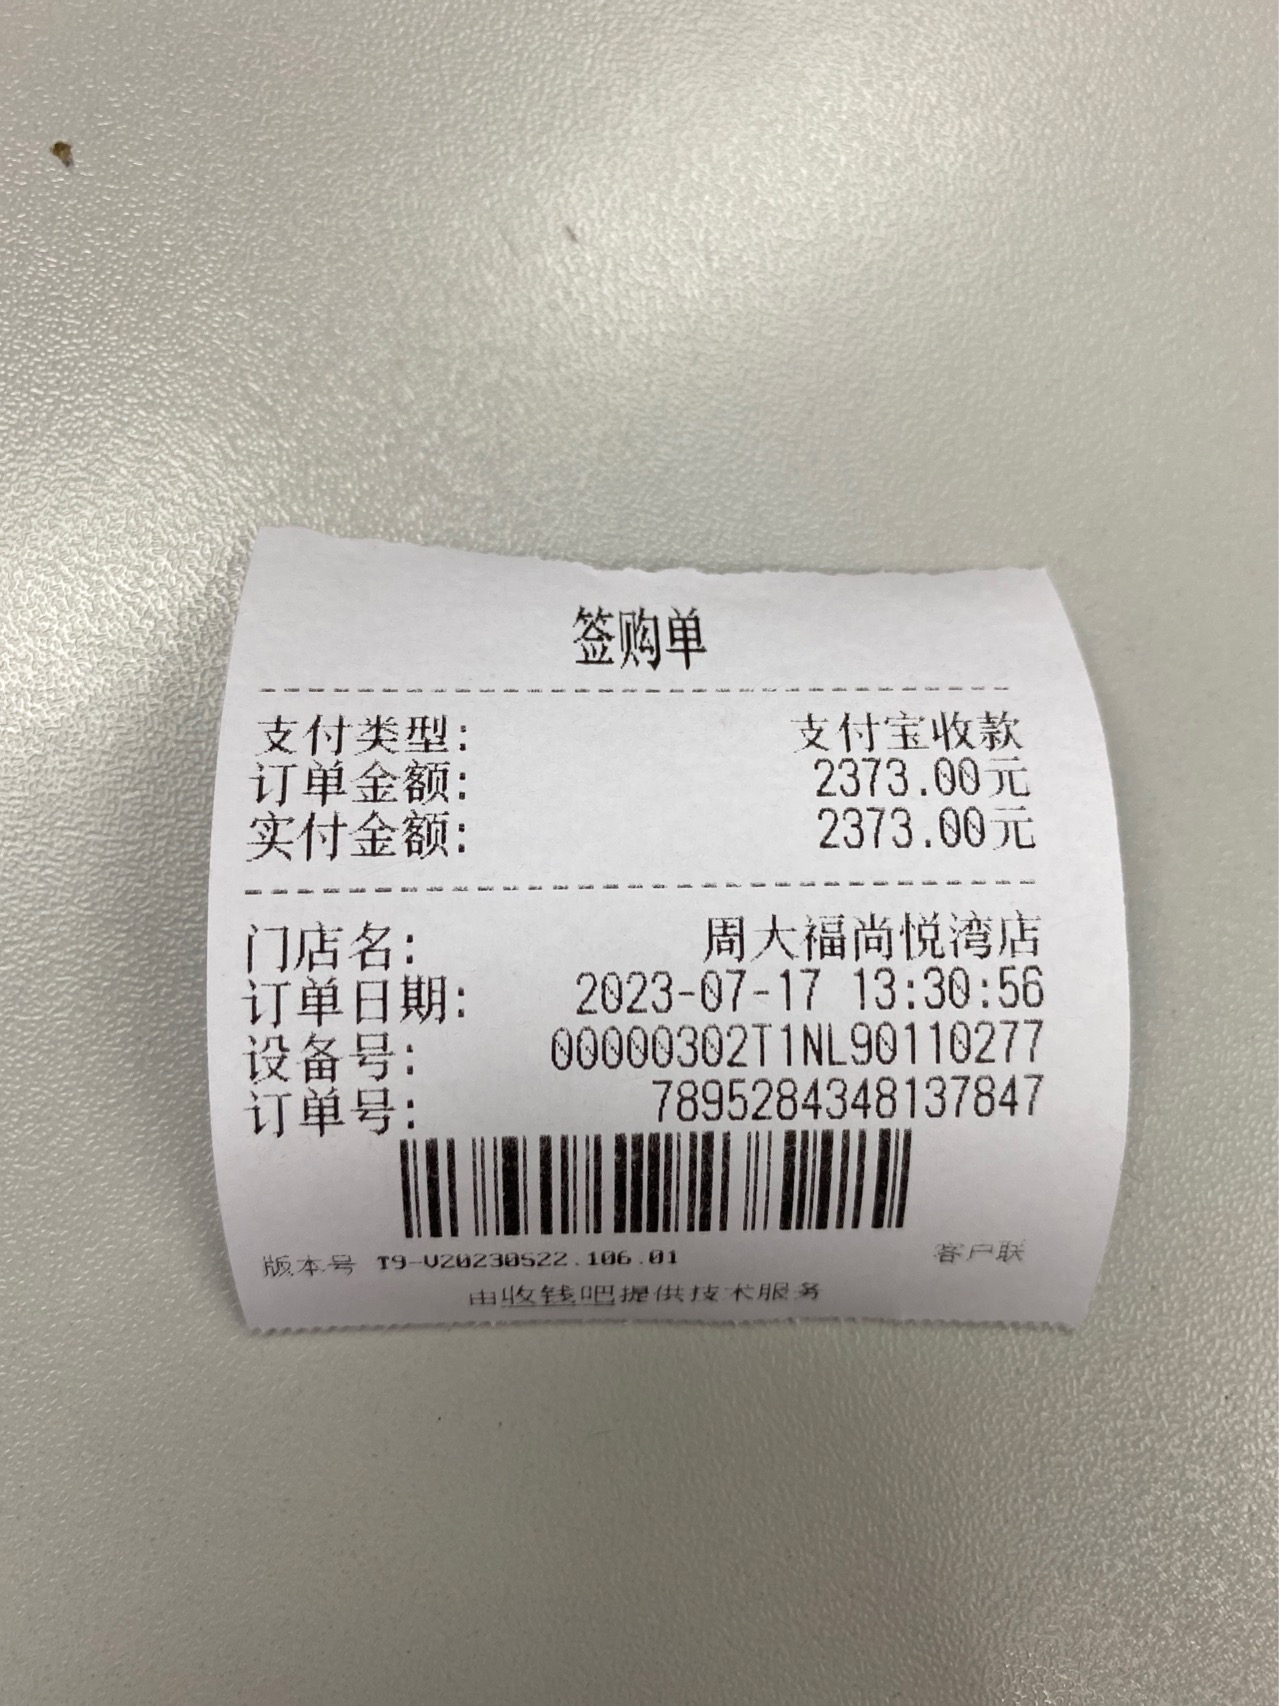 签购单
支付类型: 支付宝收款
订单金额: 2373.00元
实付金额: 2373.00元
门店名: 周大福尚悦湾店
订单日期: 2023-07-17 13:30:56
设备号: 00000302T1NL90110277
订单号: 7895284348137847
版本号 T9-V20230522.106.01 客户联
由收钱吧提供技术服务